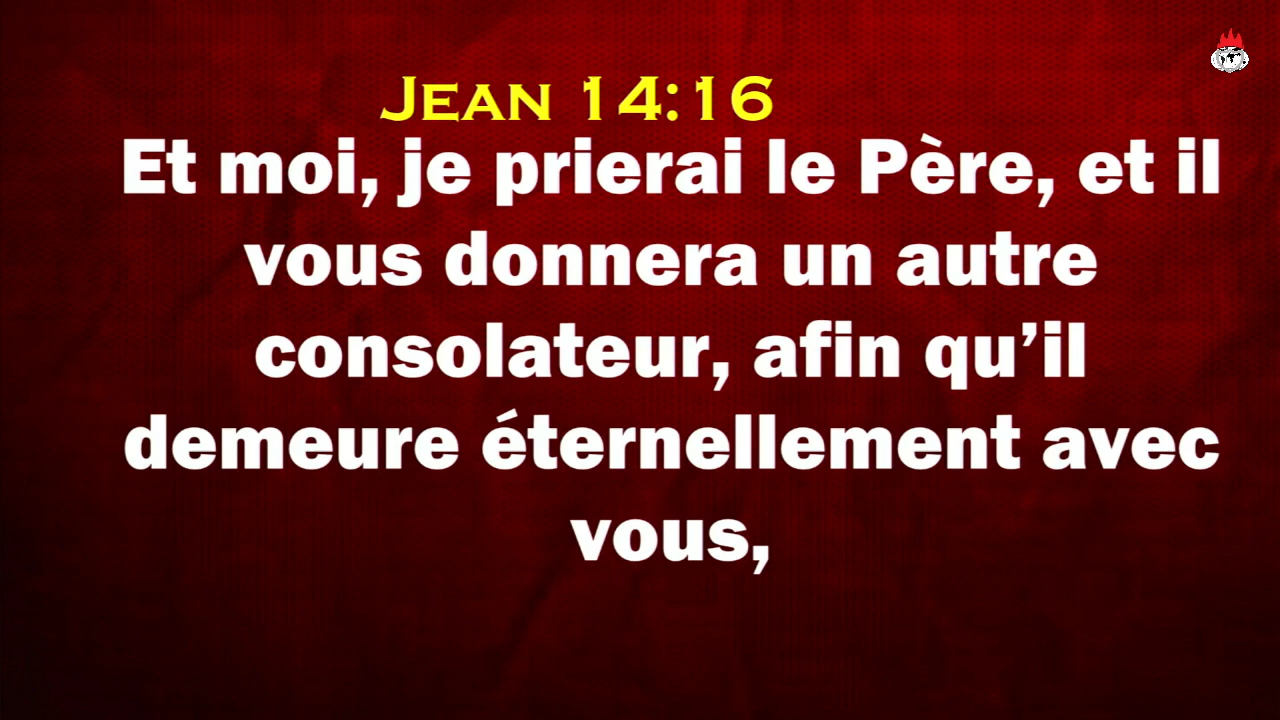 Jean 14:16
Et moi, je prierai le Père, et il
vous donnera un autre
consolateur, afin qu’il
demeure éternellement avec
vous,